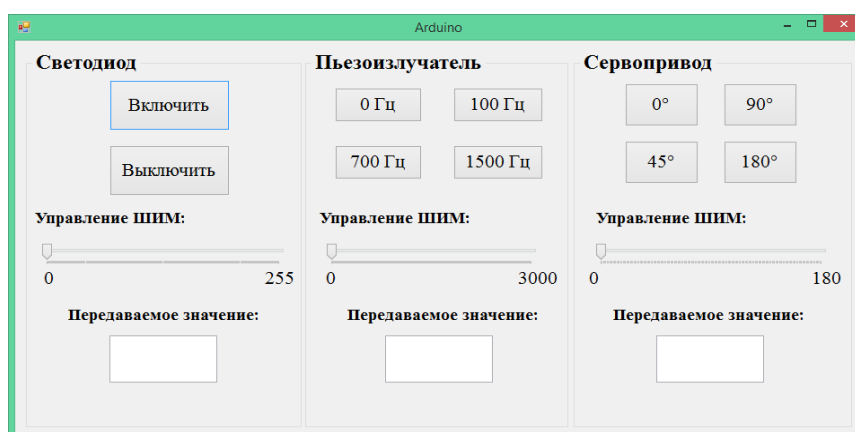 Arduino
Светодиод
Включить
Выключить
Управление ШИМ:
0 255
Передаваемое значение:
Пьезоизлучатель
0 Гц 100 Гц
700 Гц 1500 Гц
Управление ШИМ:
0 3000
Передаваемое значение:
Сервопривод
0° 90°
45° 180°
Управление ШИМ:
0 180
Передаваемое значение: